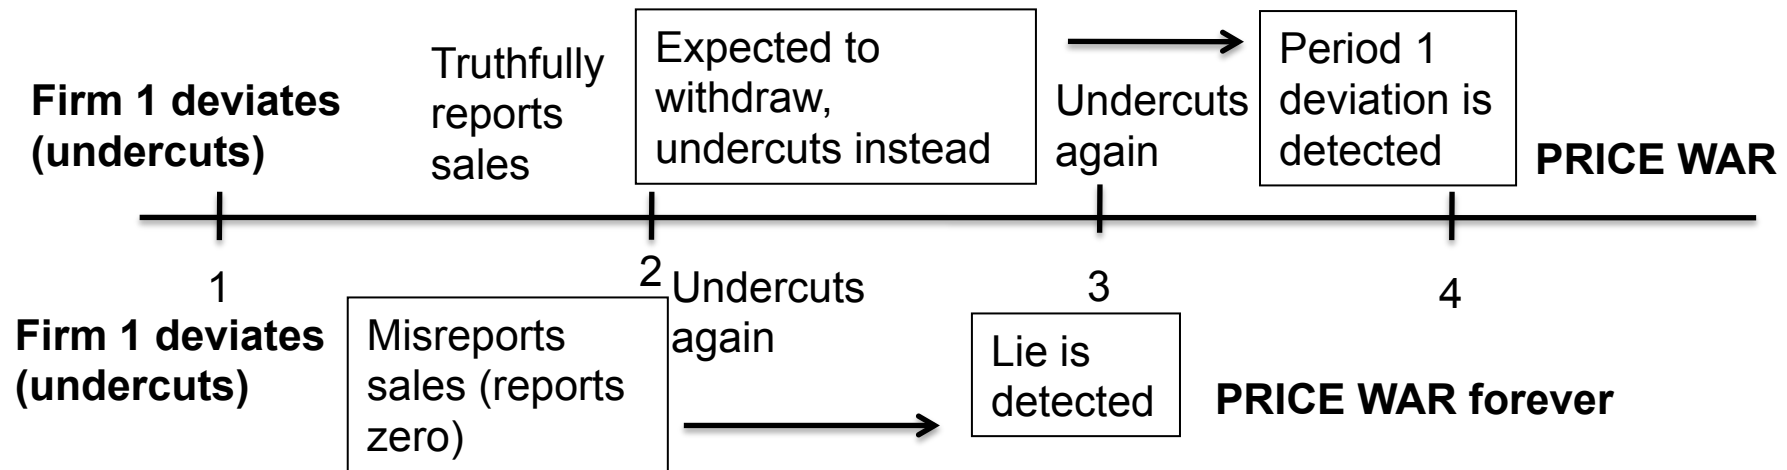 Firm 1 deviates
(undercuts)
Truthfully
reports
sales
Expected to
withdraw,
undercuts instead
Undercuts
again
Period 1
deviation is
detected
PRICE WAR
1
2
3
4
Firm 1 deviates
(undercuts)
Misreports
sales (reports
zero)
Undercuts
again
Lie is
detected
PRICE WAR forever